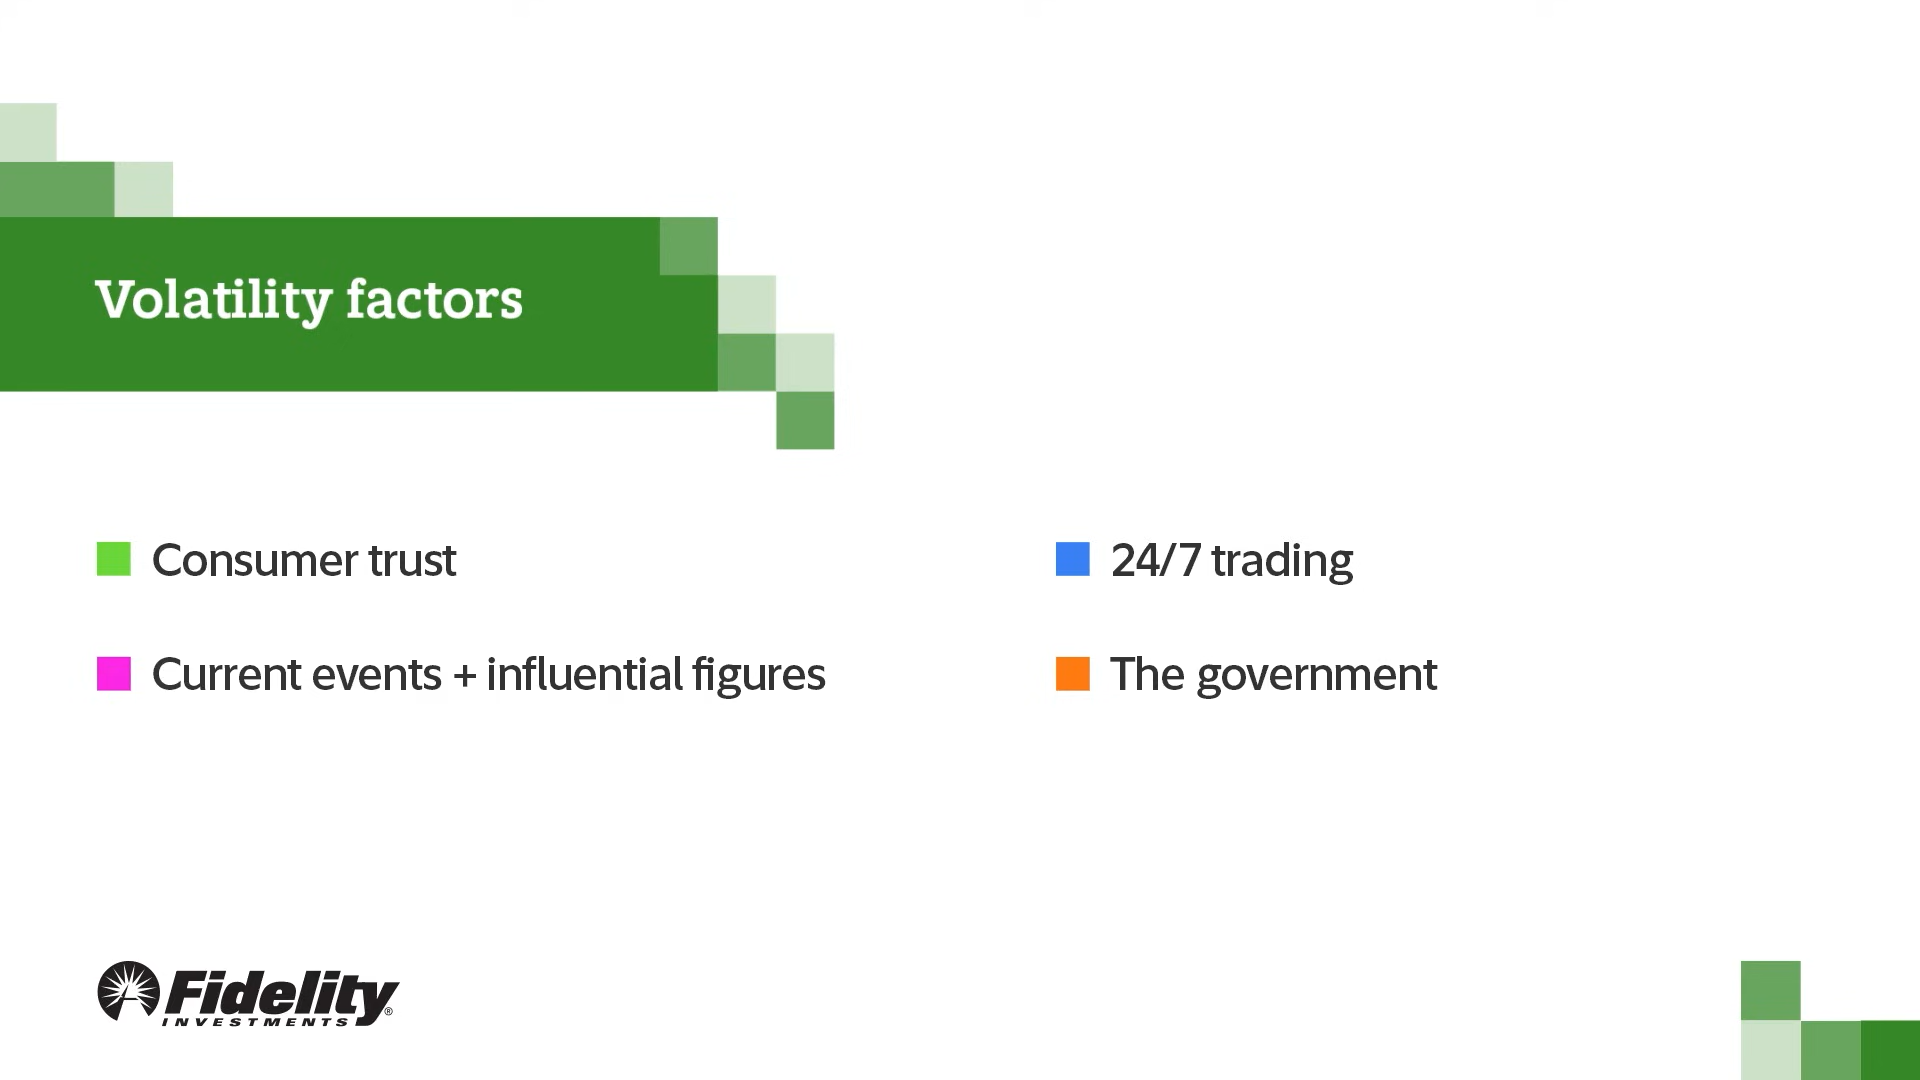 Volatility factors
Consumer trust
24/7 trading
Current events + influential figures
The government
Fidelity®
INVESTMENTS